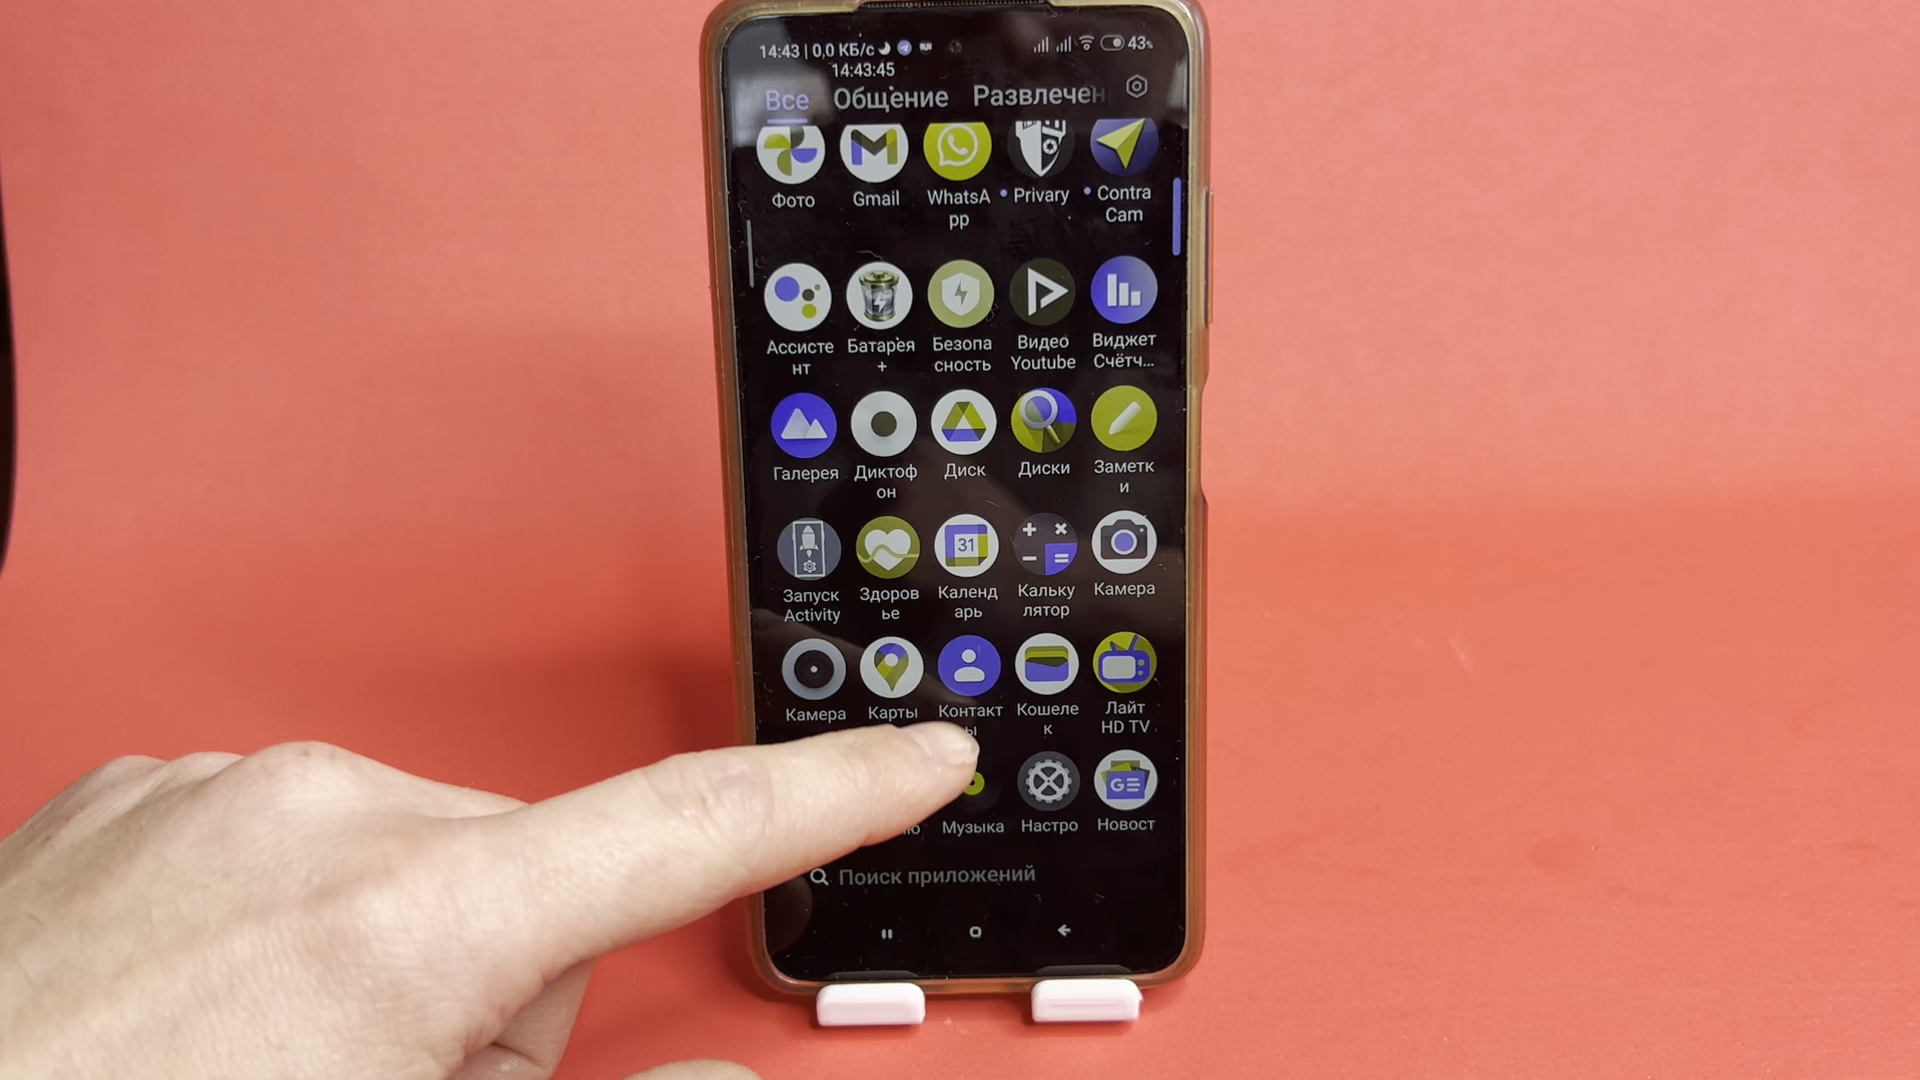 14:43 | 0,0 КБ/с 43%
14:43:45
Все Общение Развлечен
Фото Gmail WhatsA
pp Privary Contra
Cam
Ассисте
нт Батарея
+ Безопа
сность Видео
Youtube Виджет
Счётч...
Галерея Диктоф
он Диск Диски Заметк
и
31
Запуск
Activity Здоров
ье Календ
арь Кальку
лятор Камера
Камера Карты Контакт
ы Кошеле
к Лайт
HD TV
GE
ю Музыка Настро Новост
Поиск приложений